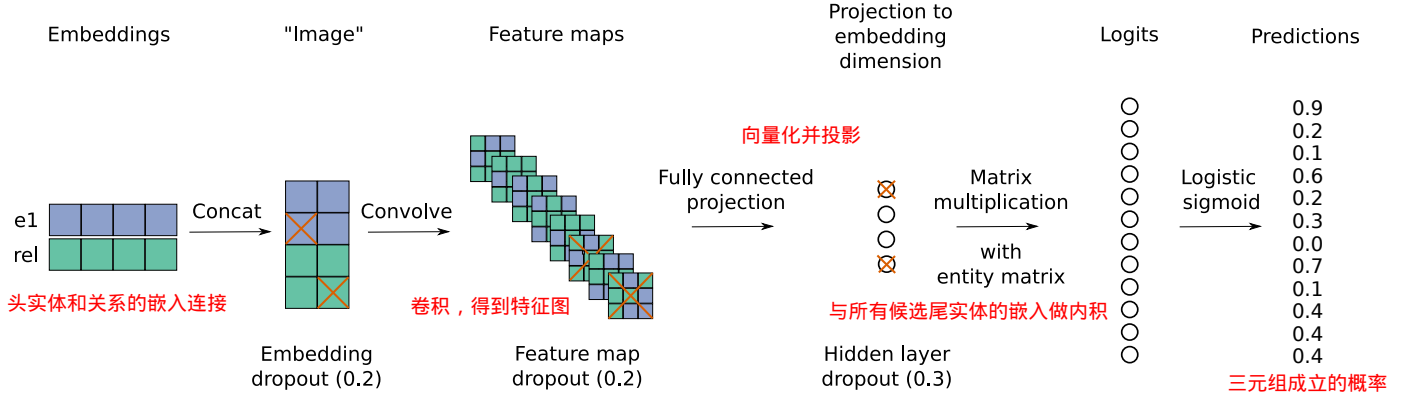 Embeddings
"Image"
Feature maps
Projection to
embedding
dimension
Logits
Predictions
e1
rel
头实体和关系的嵌入连接
Concat
Embedding
dropout (0.2)
Convolve
卷积，得到特征图
Feature map
dropout (0.2)
向量化并投影
Fully connected
projection
Hidden layer
dropout (0.3)
Matrix
multiplication
with
entity matrix
与所有候选尾实体的嵌入做内积
Logistic
sigmoid
0.9
0.2
0.1
0.6
0.2
0.3
0.0
0.7
0.1
0.4
0.4
0.4
三元组成立的概率